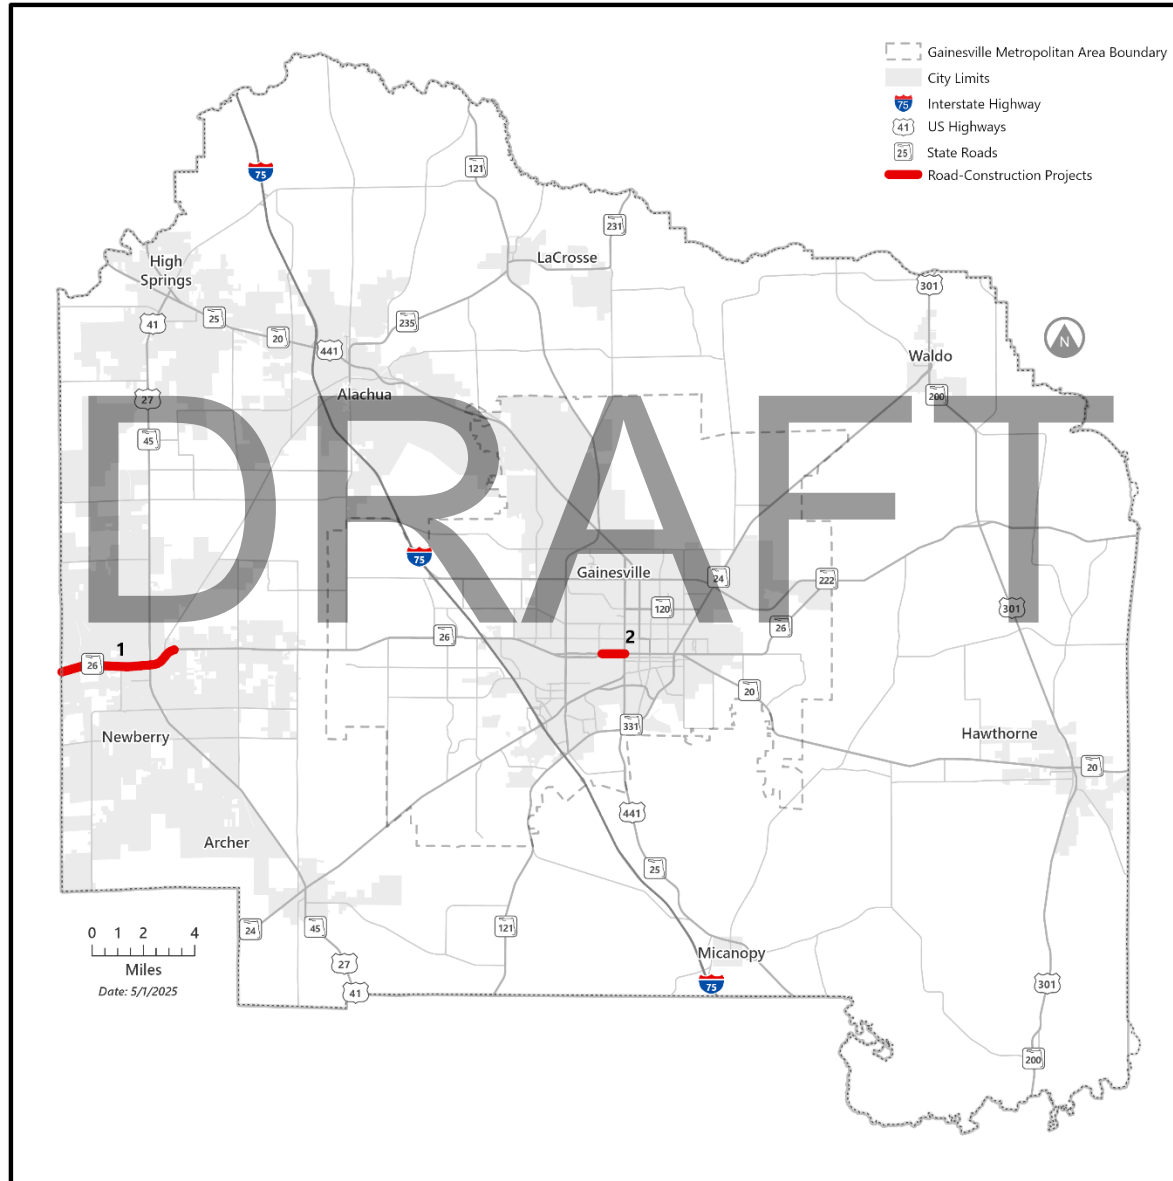 Gainesville Metropolitan Area Boundary
City Limits
75 Interstate Highway
41 US Highways
25 State Roads
Road-Construction Projects
75
121
231
LaCrosse
High
Springs
301
41
25
235
20
441
N
Waldo
Alachua
27
200
45
DRAFT
75
Gainesville
24
222
120
301
26
26
1
2
26
20
331
Newberry
Hawthorne
20
441
Archer
25
24
45
121
0 1 2 4
Miles
Date: 5/1/2025
27
41
Micanopy
75
301
200